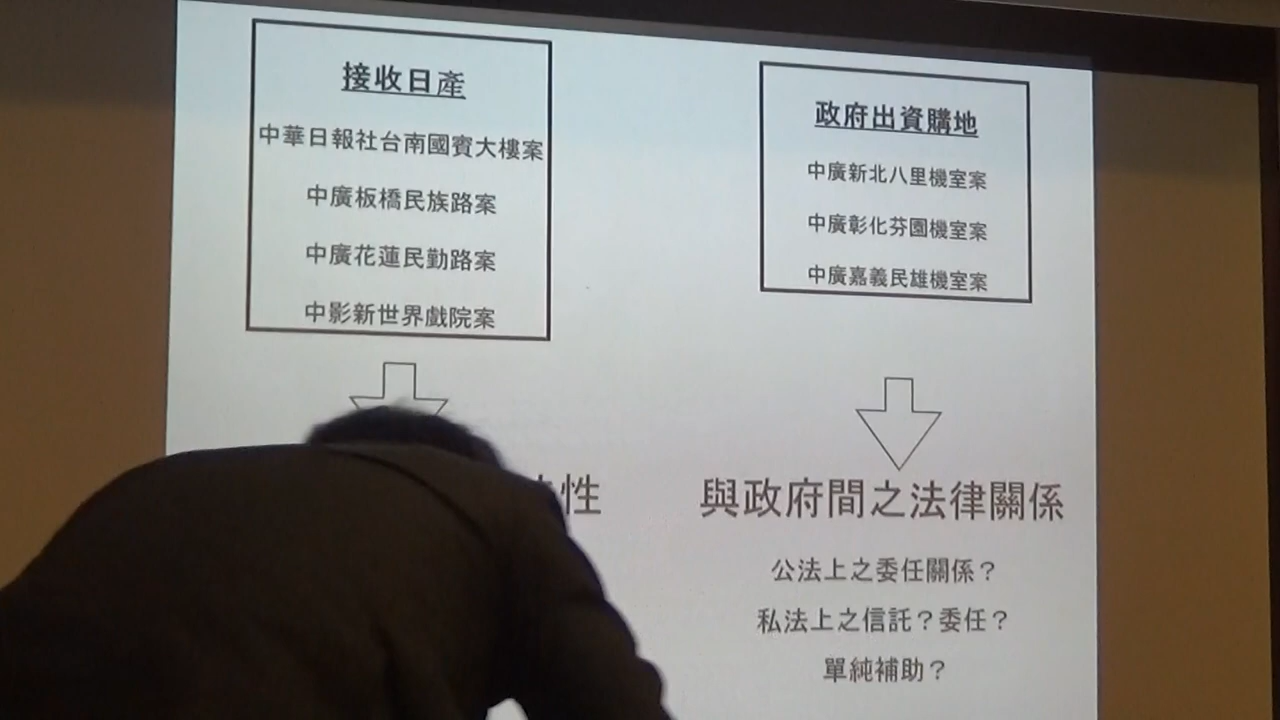 接收日產
中華日報社台南國賓大樓案
中廣板橋民族路案
中廣花蓮民勤路案
中影新世界戲院案
性
政府出資購地
中廣新北八里機室案
中廣彰化芬園機室案
中廣嘉義民雄機室案
與政府間之法律關係
公法上之委任關係？
私法上之信託？委任？
單純補助？